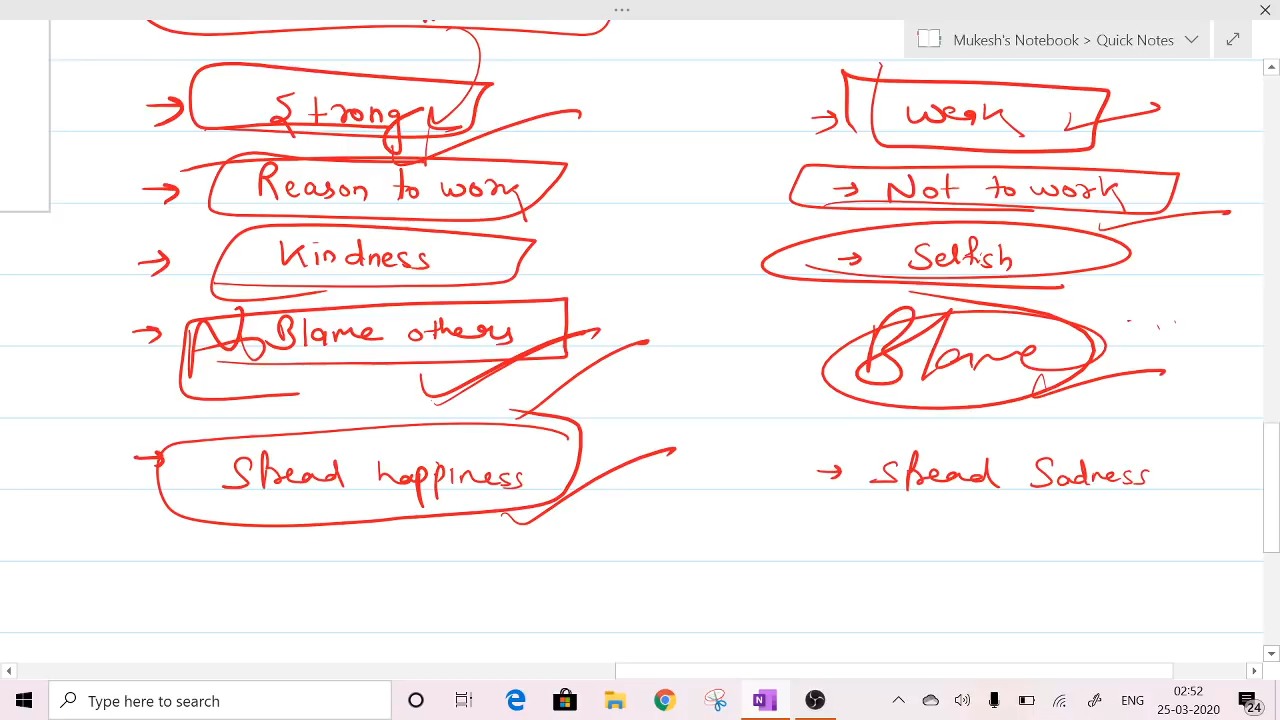 Mukesh's Notebook > Quick Notes
→ Strong
→ Weak
→ Reason to work
→ Not to work
→ Kindness
→ Selfish
→ No Blame others
Blame
→ Spread happiness
→ Spread Sadness
Type here to search
ENG
02:52
25-03-2020
24